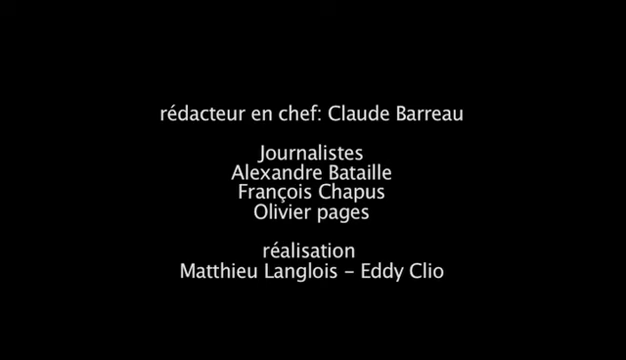 rédacteur en chef: Claude Barreau
Journalistes
Alexandre Bataille
François Chapus
Olivier pages
réalisation
Matthieu Langlois - Eddy Clio